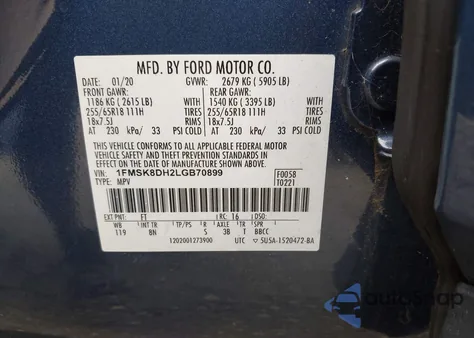 MFD. BY FORD MOTOR CO.
DATE: 01/20 GVWR: 2679 KG ( 5905 LB)
FRONT GAWR: REAR GAWR:
1186 KG ( 2615 LB) WITH 1540 KG ( 3395 LB) WITH
255/65R18 111H TIRES 255/65R18 111H TIRES
18x7.5J RIMS 18x7.5J RIMS
AT 230 kPa/ 33 PSI COLD AT 230 kPa/ 33 PSI COLD
THIS VEHICLE CONFORMS TO ALL APPLICABLE FEDERAL MOTOR
VEHICLE SAFETY AND THEFT PREVENTION STANDARDS IN EFFECT ON
THE DATE OF MANUFACTURE SHOWN ABOVE.
VIN: 1FMSK8DH2LGB70899 F0058
TYPE: MPV T0221
EXT PNT: FT RC: 16 DSO:
WB INT TR TP/PS R AXLE TR SPR
119 BN S 3B T BBCC
1202001273900 UTC 5U5A-1520472-BA
autosnap